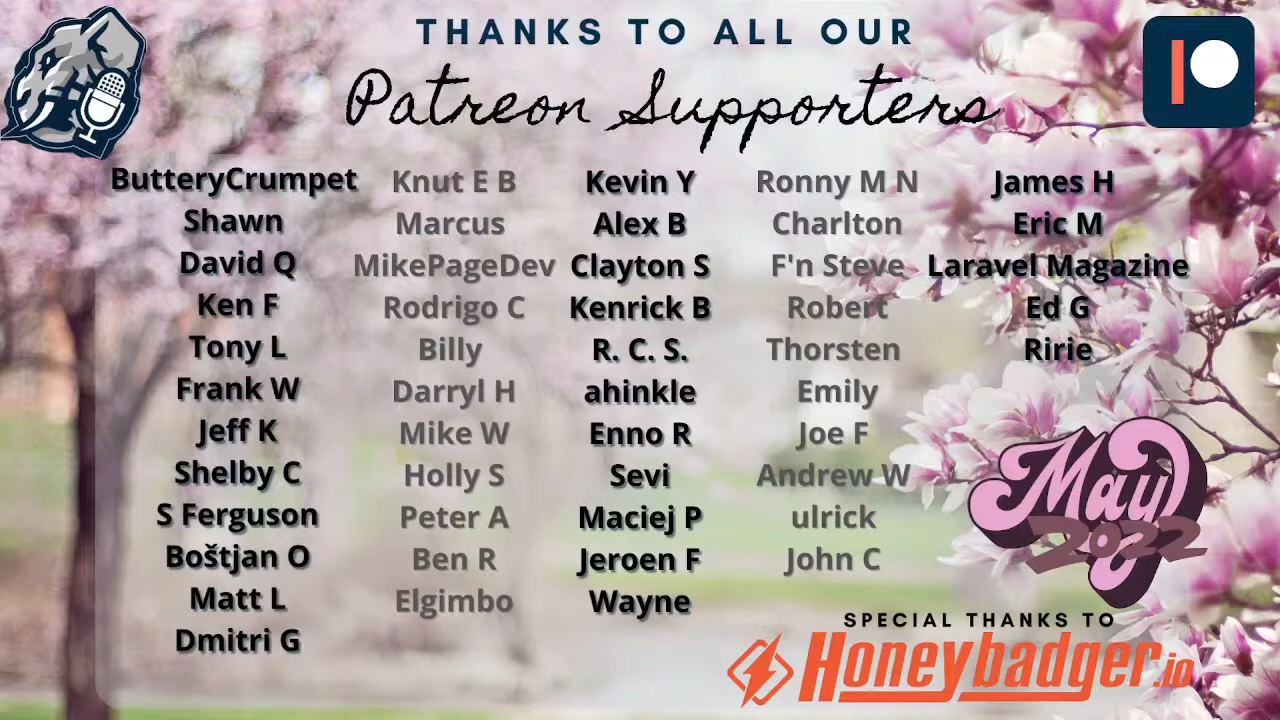 THANKS TO ALL OUR
Patreon Supporters
ButteryCrumpet
Shawn
David Q
Ken F
Tony L
Frank W
Jeff K
Shelby C
S Ferguson
Boštjan O
Matt L
Dmitri G
Knut E B
Marcus
MikePageDev
Rodrigo C
Billy
Darryl H
Mike W
Holly S
Peter A
Ben R
Elgimbo
Kevin Y
Alex B
Clayton S
Kenrick B
R. C. S.
ahinkle
Enno R
Sevi
Maciej P
Jeroen F
Wayne
Ronny M N
Charlton
F'n Steve
Robert
Thorsten
Emily
Joe F
Andrew W
ulrick
John C
James H
Eric M
Laravel Magazine
Ed G
Ririe
May
2022
SPECIAL THANKS TO
Honeybadger.io